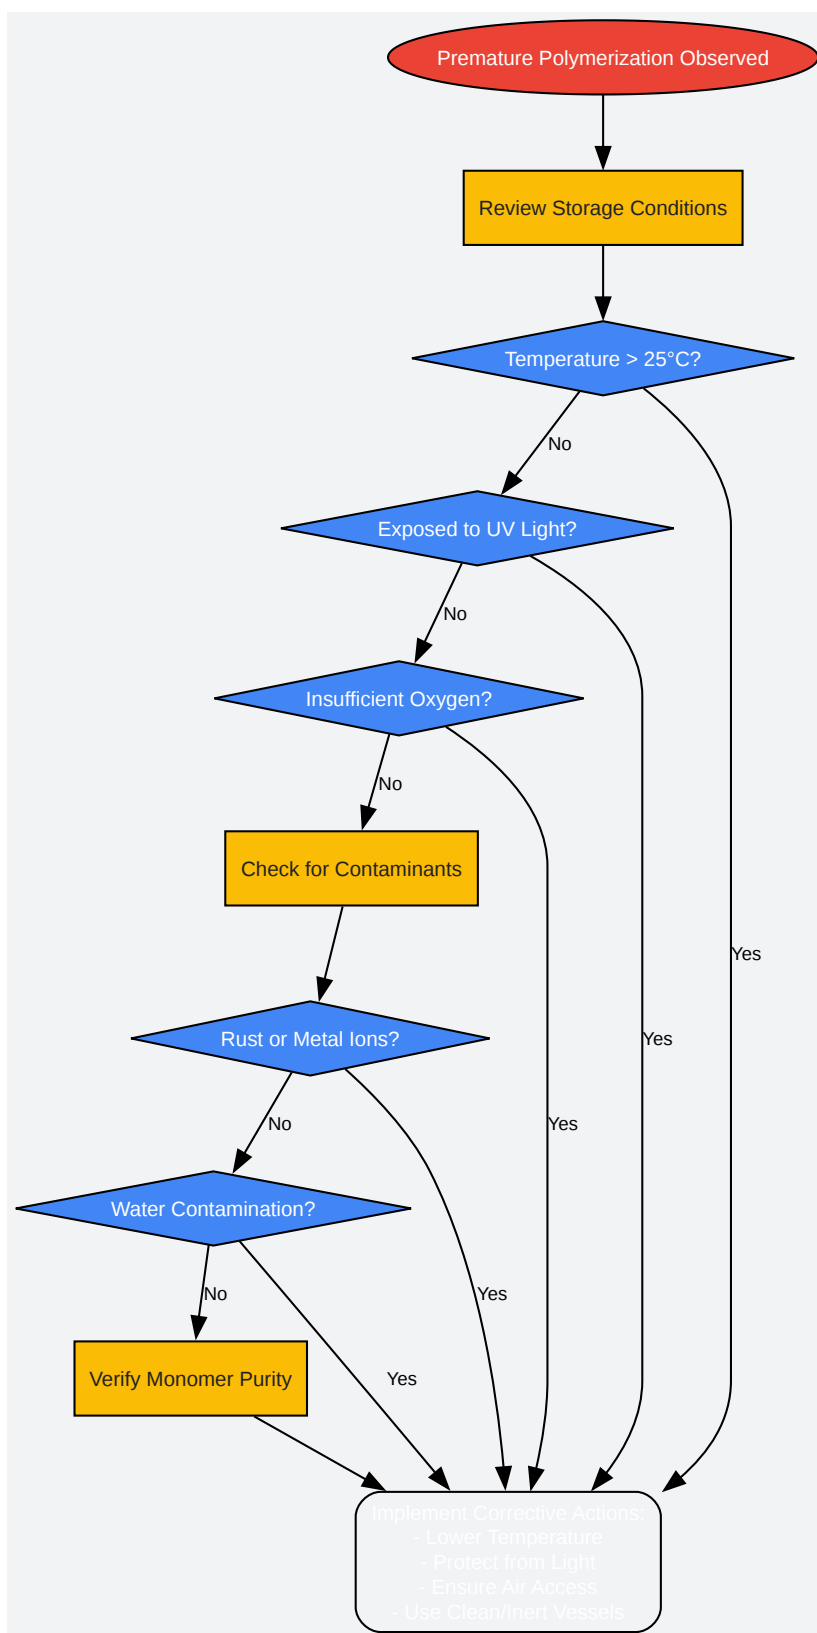 Premature Polymerization Observed
Review Storage Conditions
Temperature > 25°C?
No
Exposed to UV Light?
No
Insufficient Oxygen?
No
Check for Contaminants
Yes
Rust or Metal Ions?
Yes
No
Yes
Water Contamination?
No
Yes
Verify Monomer Purity
Yes
Implement Corrective Actions:
- Lower Temperature
- Protect from Light
- Ensure Air Access
- Use Clean/Inert Vessels